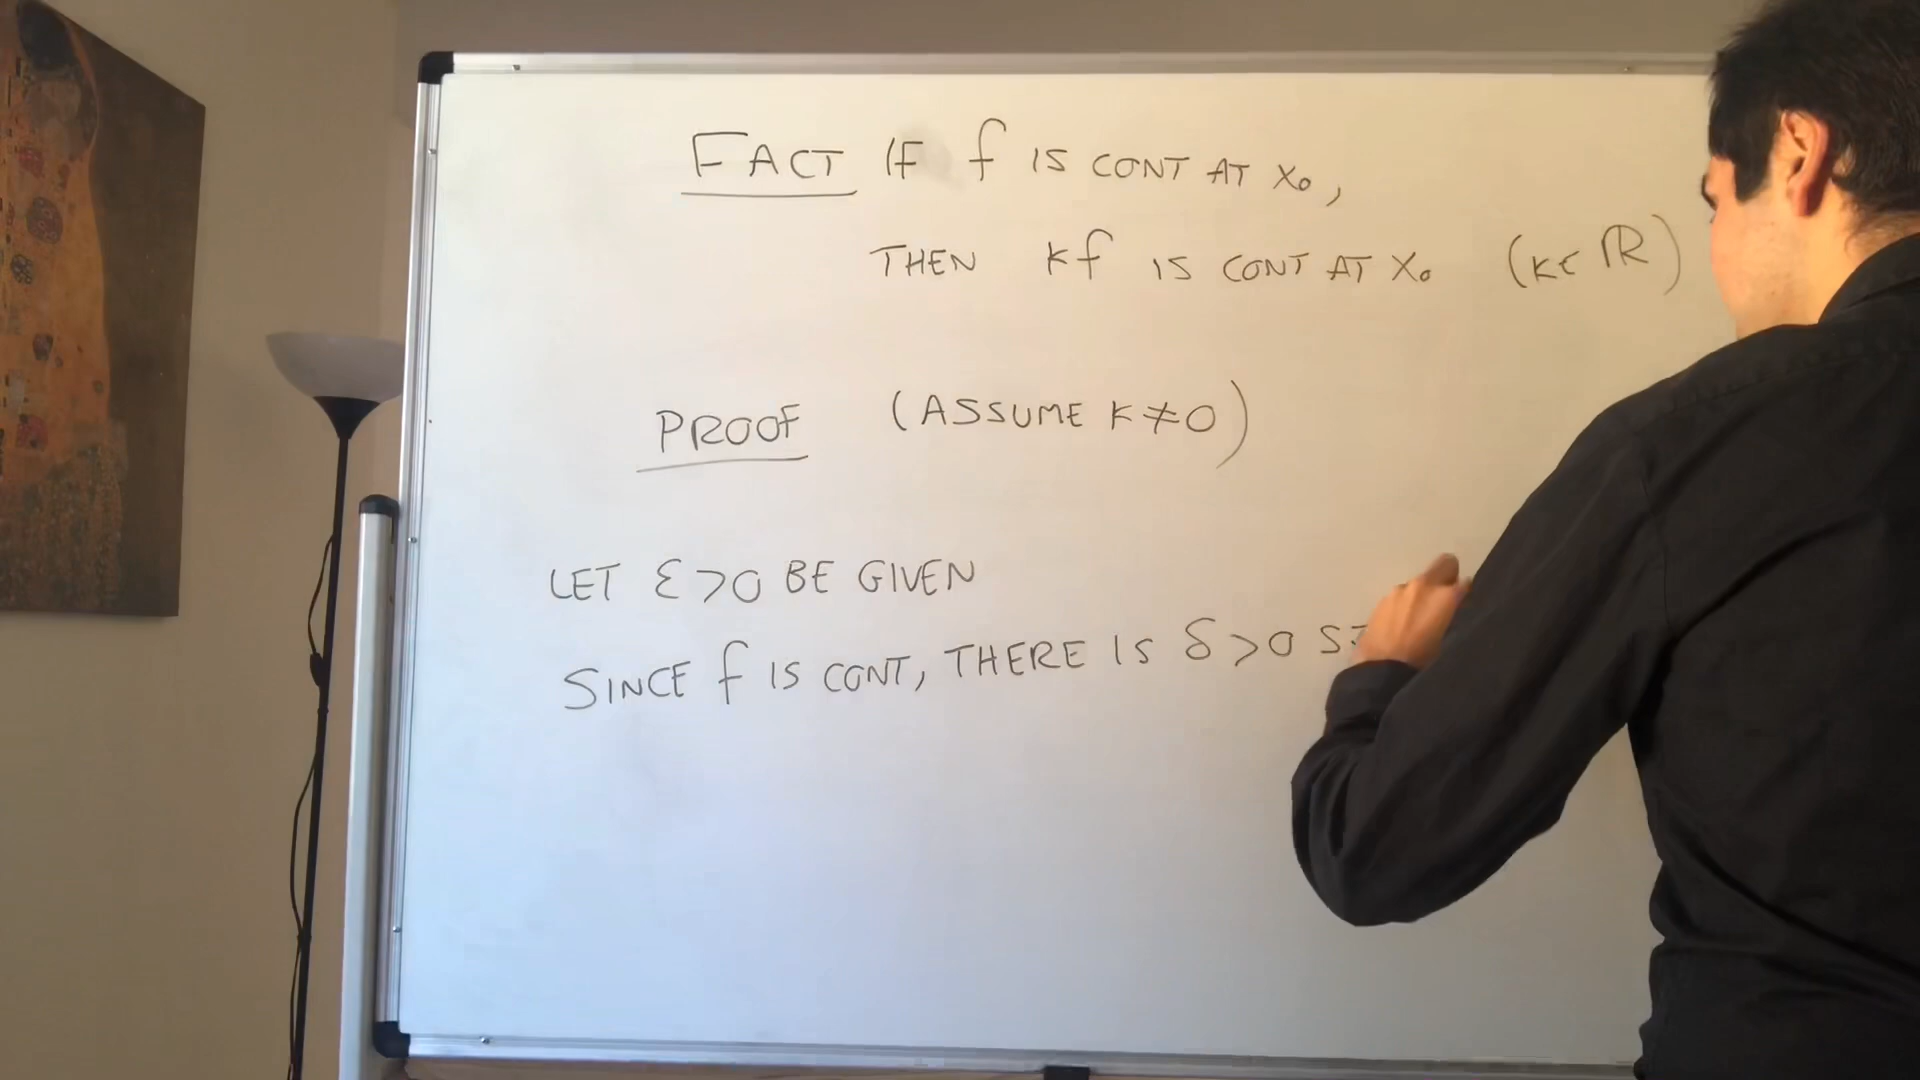 FACT IF f IS CONT AT x₀,
THEN kf IS CONT AT x₀ (k∈ℝ)
PROOF (ASSUME K≠0)
LET ε>0 BE GIVEN
SINCE f IS CONT, THERE IS δ>0